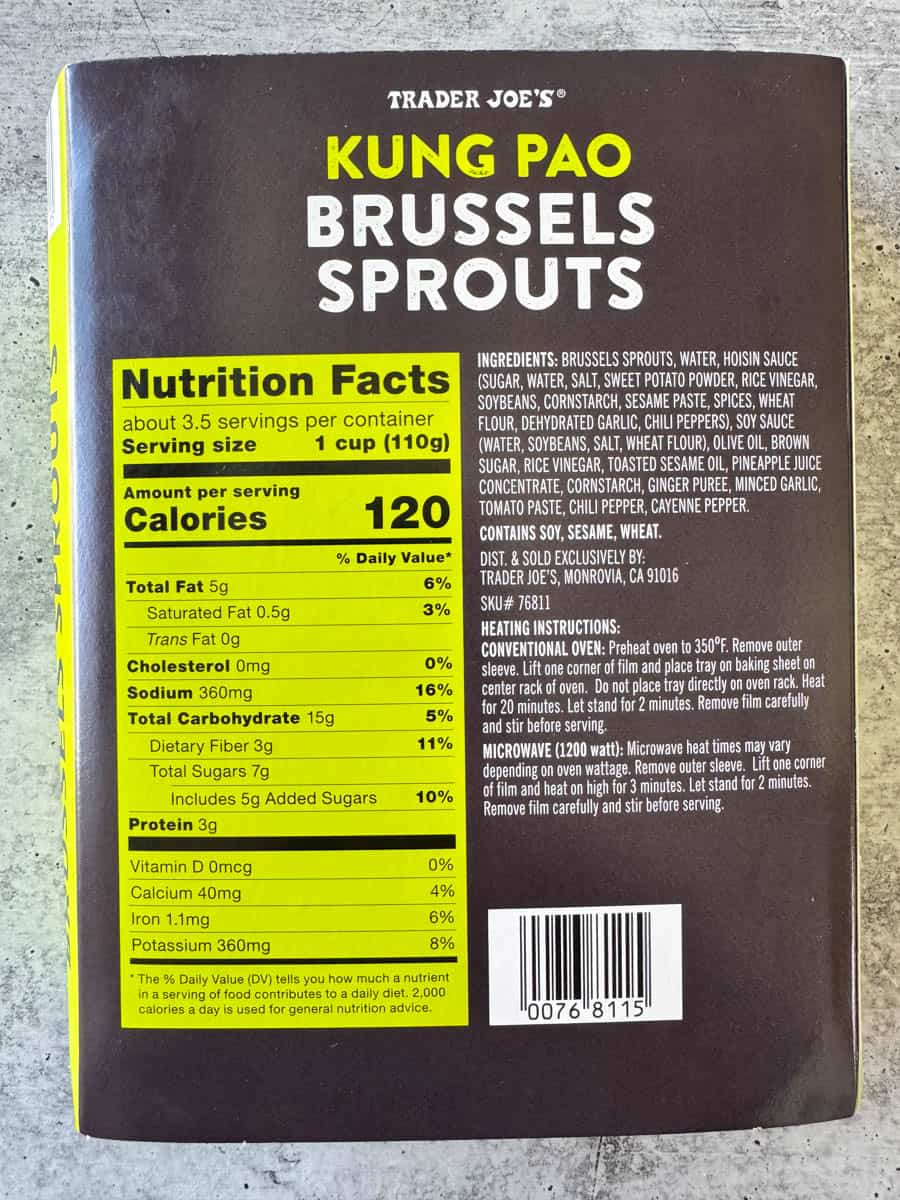 TRADER JOE'S®
KUNG PAO
BRUSSELS
SPROUTS
Nutrition Facts
about 3.5 servings per container
Serving size 1 cup (110g)
Amount per serving
Calories 120
% Daily Value*
Total Fat 5g 6%
Saturated Fat 0.5g 3%
Trans Fat 0g
Cholesterol 0mg 0%
Sodium 360mg 16%
Total Carbohydrate 15g 5%
Dietary Fiber 3g 11%
Total Sugars 7g
Includes 5g Added Sugars 10%
Protein 3g
Vitamin D 0mcg 0%
Calcium 40mg 4%
Iron 1.1mg 6%
Potassium 360mg 8%
* The % Daily Value (DV) tells you how much a nutrient
in a serving of food contributes to a daily diet. 2,000
calories a day is used for general nutrition advice.
INGREDIENTS: BRUSSELS SPROUTS, WATER, HOISIN SAUCE
(SUGAR, WATER, SALT, SWEET POTATO POWDER, RICE VINEGAR,
SOYBEANS, CORNSTARCH, SESAME PASTE, SPICES, WHEAT
FLOUR, DEHYDRATED GARLIC, CHILI PEPPERS), SOY SAUCE
(WATER, SOYBEANS, SALT, WHEAT FLOUR), OLIVE OIL, BROWN
SUGAR, RICE VINEGAR, TOASTED SESAME OIL, PINEAPPLE JUICE
CONCENTRATE, CORNSTARCH, GINGER PUREE, MINCED GARLIC,
TOMATO PASTE, CHILI PEPPER, CAYENNE PEPPER.
CONTAINS SOY, SESAME, WHEAT.
DIST. & SOLD EXCLUSIVELY BY:
TRADER JOE'S, MONROVIA, CA 91016
SKU# 76811
HEATING INSTRUCTIONS:
CONVENTIONAL OVEN: Preheat oven to 350ºF. Remove outer
sleeve. Lift one corner of film and place tray on baking sheet on
center rack of oven. Do not place tray directly on oven rack. Heat
for 20 minutes. Let stand for 2 minutes. Remove film carefully
and stir before serving.
MICROWAVE (1200 watt): Microwave heat times may vary
depending on oven wattage. Remove outer sleeve. Lift one corner
of film and heat on high for 3 minutes. Let stand for 2 minutes.
Remove film carefully and stir before serving.
0076 8115